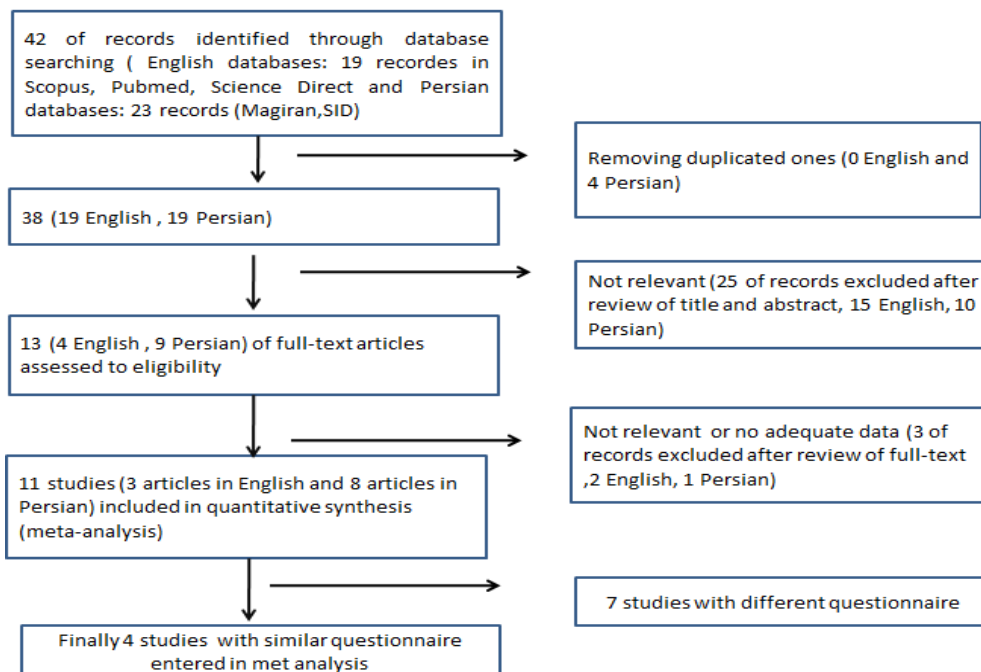 42 of records identified through database
searching ( English databases: 19 recordes in
Scopus, Pubmed, Science Direct and Persian
databases: 23 records (Magiran,SID)
Removing duplicated ones (0 English and
4 Persian)
38 (19 English , 19 Persian)
Not relevant (25 of records excluded after
review of title and abstract, 15 English, 10
Persian)
13 (4 English , 9 Persian) of full-text articles
assessed to eligibility
Not relevant or no adequate data (3 of
records excluded after review of full-text
,2 English, 1 Persian)
11 studies (3 articles in English and 8 articles in
Persian) included in quantitative synthesis
(meta-analysis)
7 studies with different questionnaire
Finally 4 studies with similar questionnaire
entered in met analysis